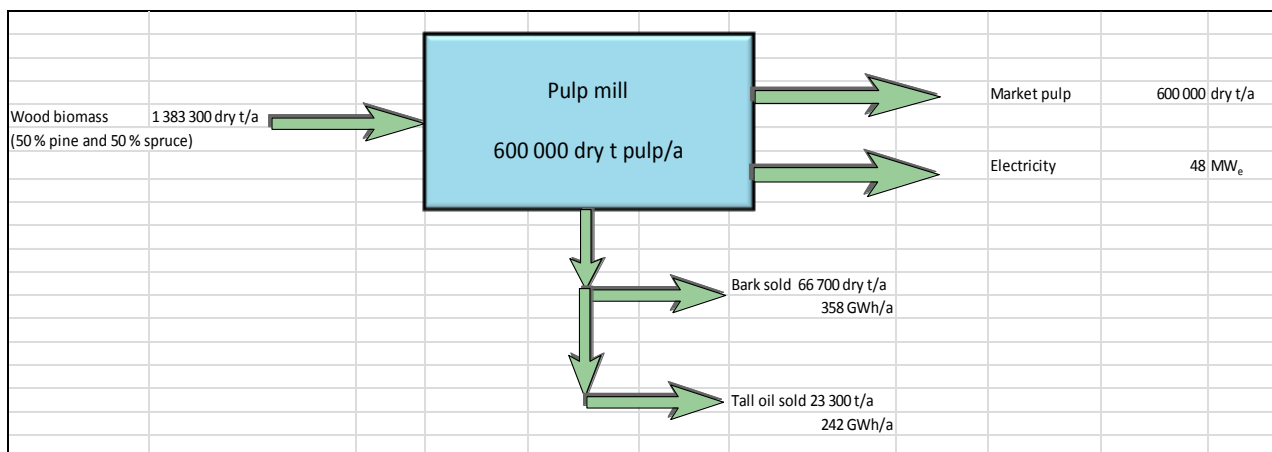 Pulp mill
600 000 dry t pulp/a
Wood biomass 1 383 300 dry t/a
(50 % pine and 50 % spruce)
Market pulp 600 000 dry t/a
Electricity 48 MWe
Bark sold 66 700 dry t/a
358 GWh/a
Tall oil sold 23 300 t/a
242 GWh/a